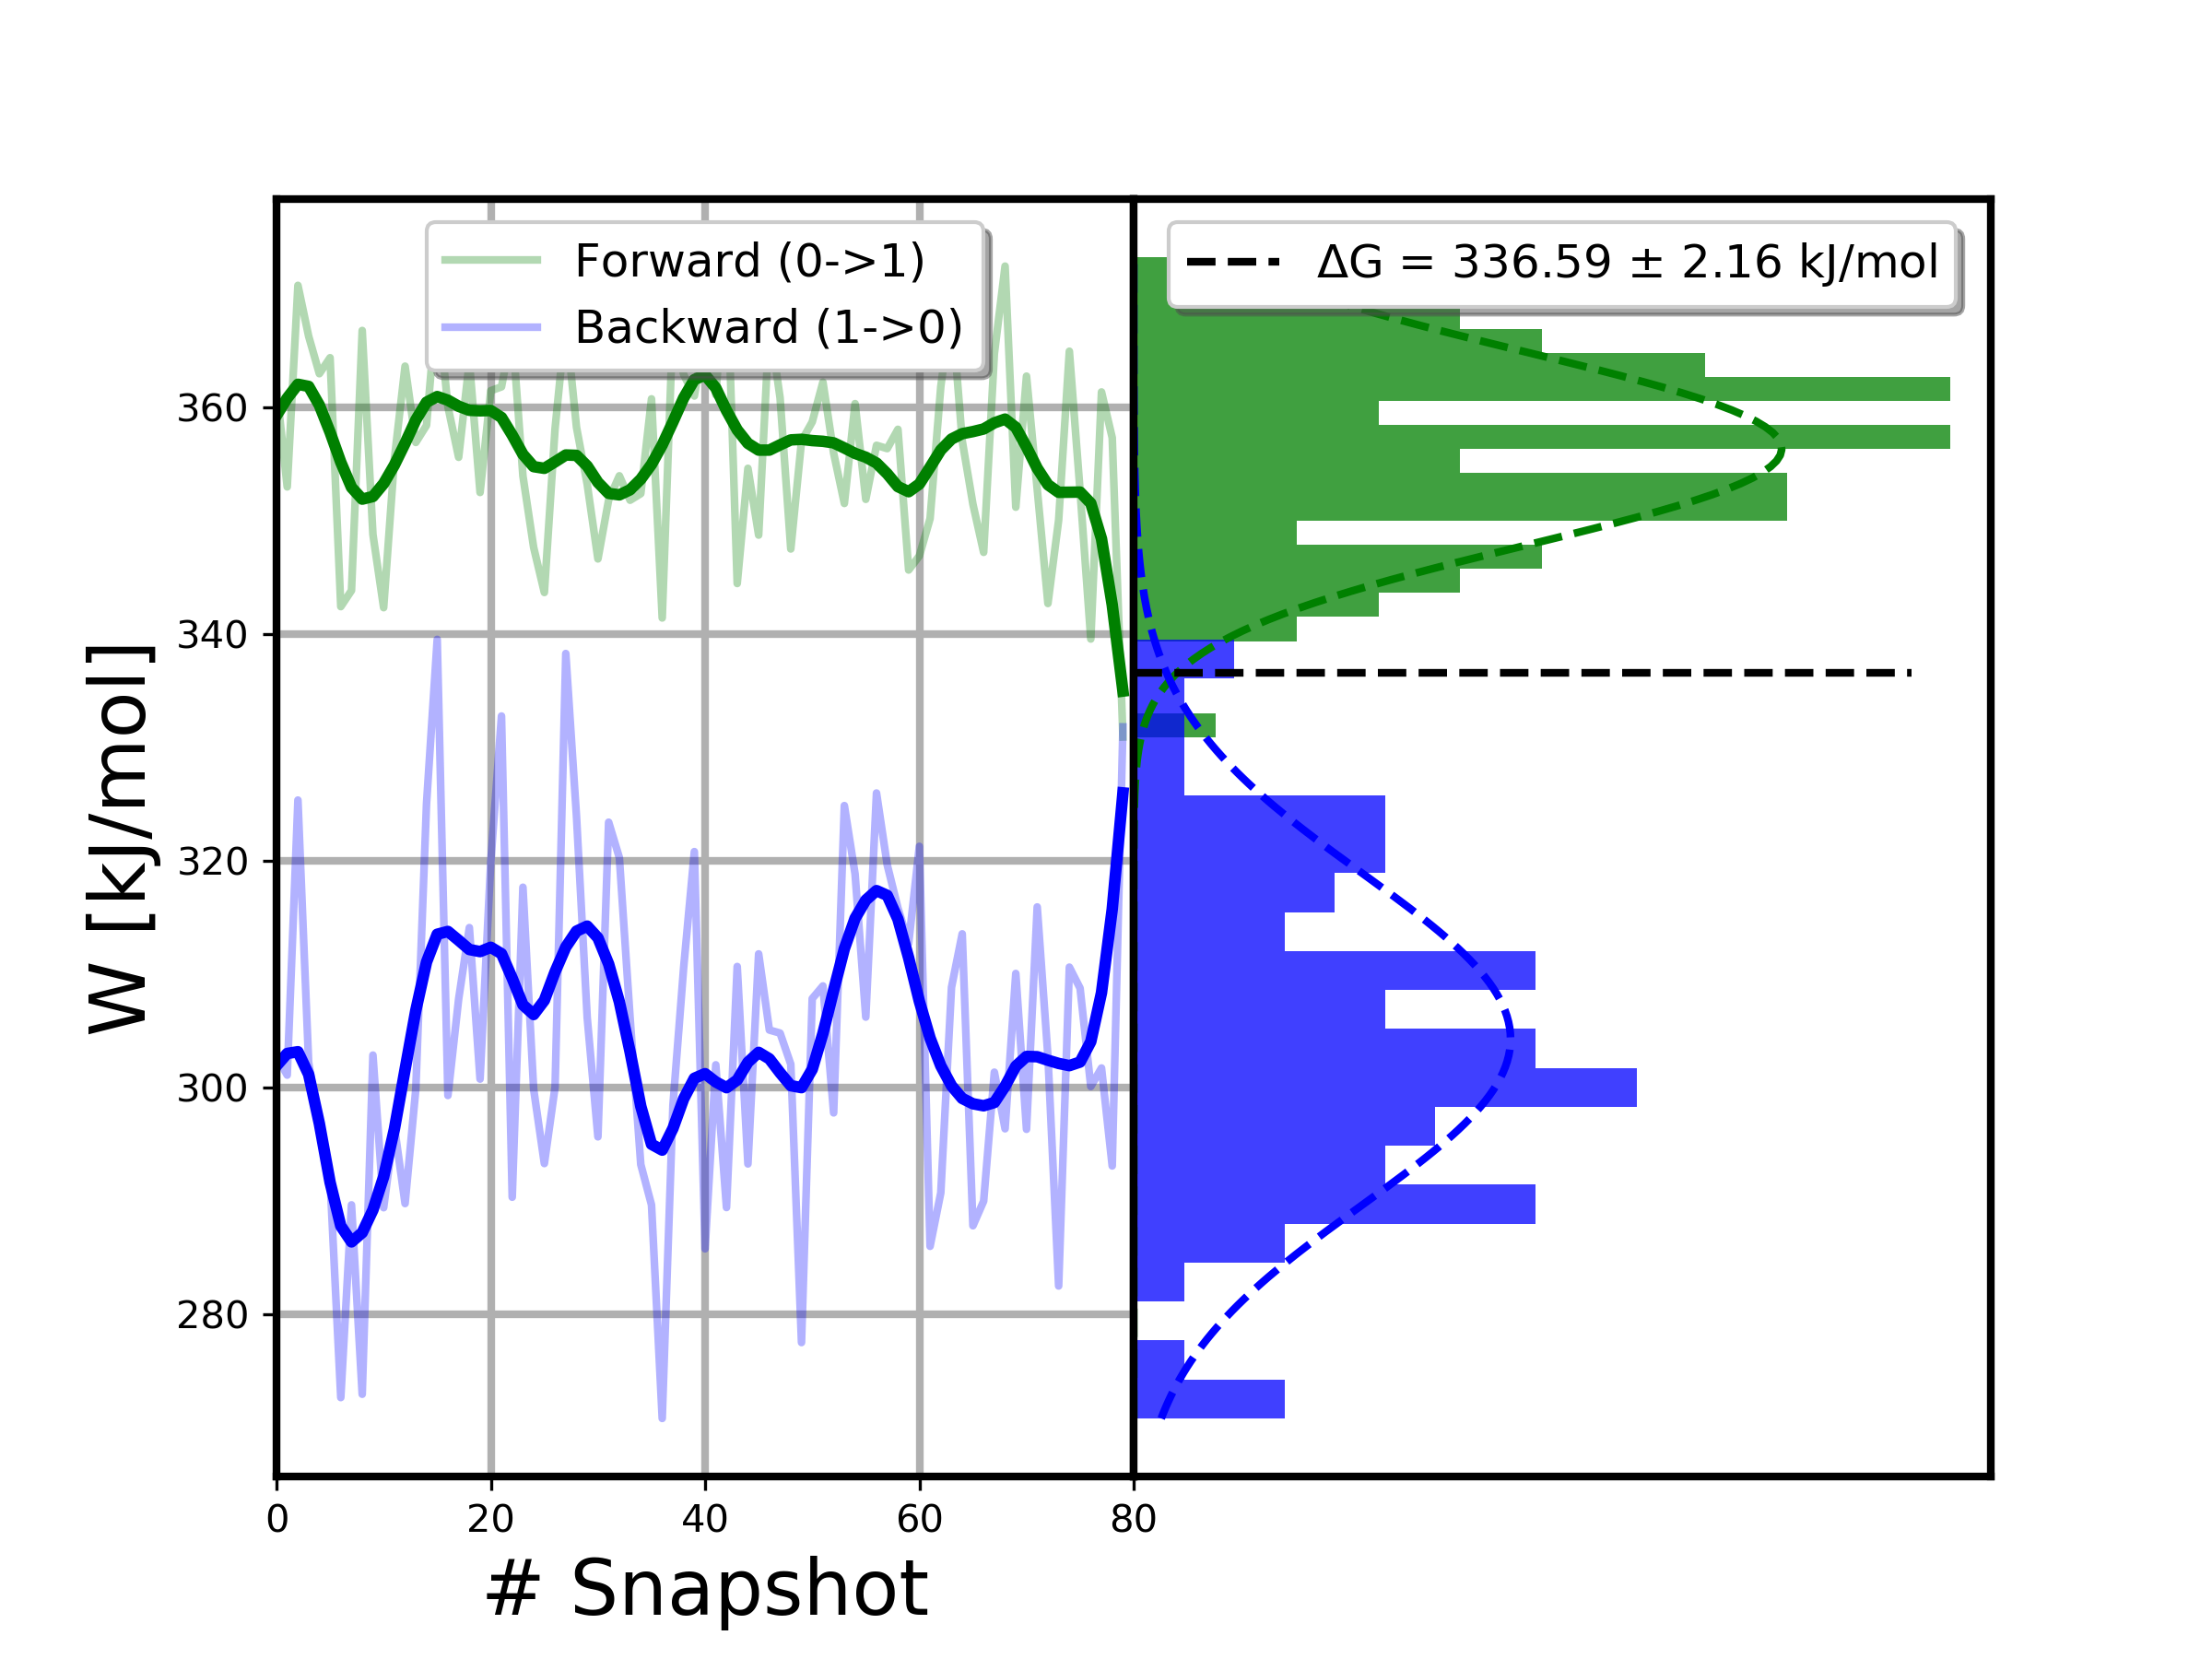 Forward (0->1)
Backward (1->0)
ΔG = 336.59 ± 2.16 kJ/mol
W [kJ/mol]
360
340
320
300
280
0 20 40 60 80
# Snapshot